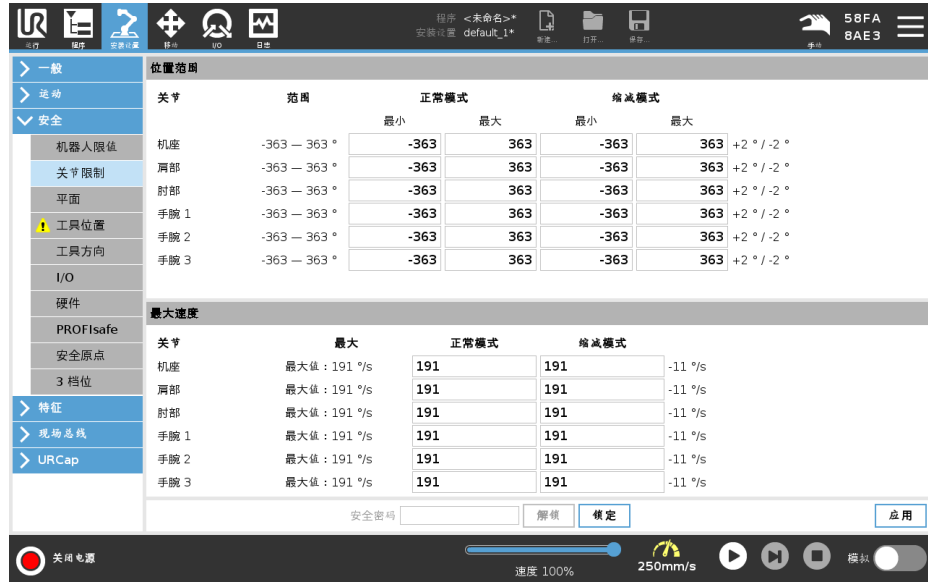 程序 <未命名>*
安装设置 default_1*
运行 程序 安装设置 移动 I/O 日志 新建... 打开... 保存... 手动
58FA
8AE3
一般
运动
安全
机器人限值
关节限制
平面
工具位置
工具方向
I/O
硬件
PROFIsafe
安全原点
3 档位
特征
现场总线
URCap
位置范围
关节 范围 正常模式 缩减模式
最小 最大 最小 最大
机座 -363 — 363 ° -363 363 -363 363 +2 ° / -2 °
肩部 -363 — 363 ° -363 363 -363 363 +2 ° / -2 °
肘部 -363 — 363 ° -363 363 -363 363 +2 ° / -2 °
手腕 1 -363 — 363 ° -363 363 -363 363 +2 ° / -2 °
手腕 2 -363 — 363 ° -363 363 -363 363 +2 ° / -2 °
手腕 3 -363 — 363 ° -363 363 -363 363 +2 ° / -2 °
最大速度
关节 最大 正常模式 缩减模式
机座 最大值：191 °/s 191 191 -11 °/s
肩部 最大值：191 °/s 191 191 -11 °/s
肘部 最大值：191 °/s 191 191 -11 °/s
手腕 1 最大值：191 °/s 191 191 -11 °/s
手腕 2 最大值：191 °/s 191 191 -11 °/s
手腕 3 最大值：191 °/s 191 191 -11 °/s
安全密码 解锁 锁定 应用
关闭电源
速度 100%
250mm/s
模拟